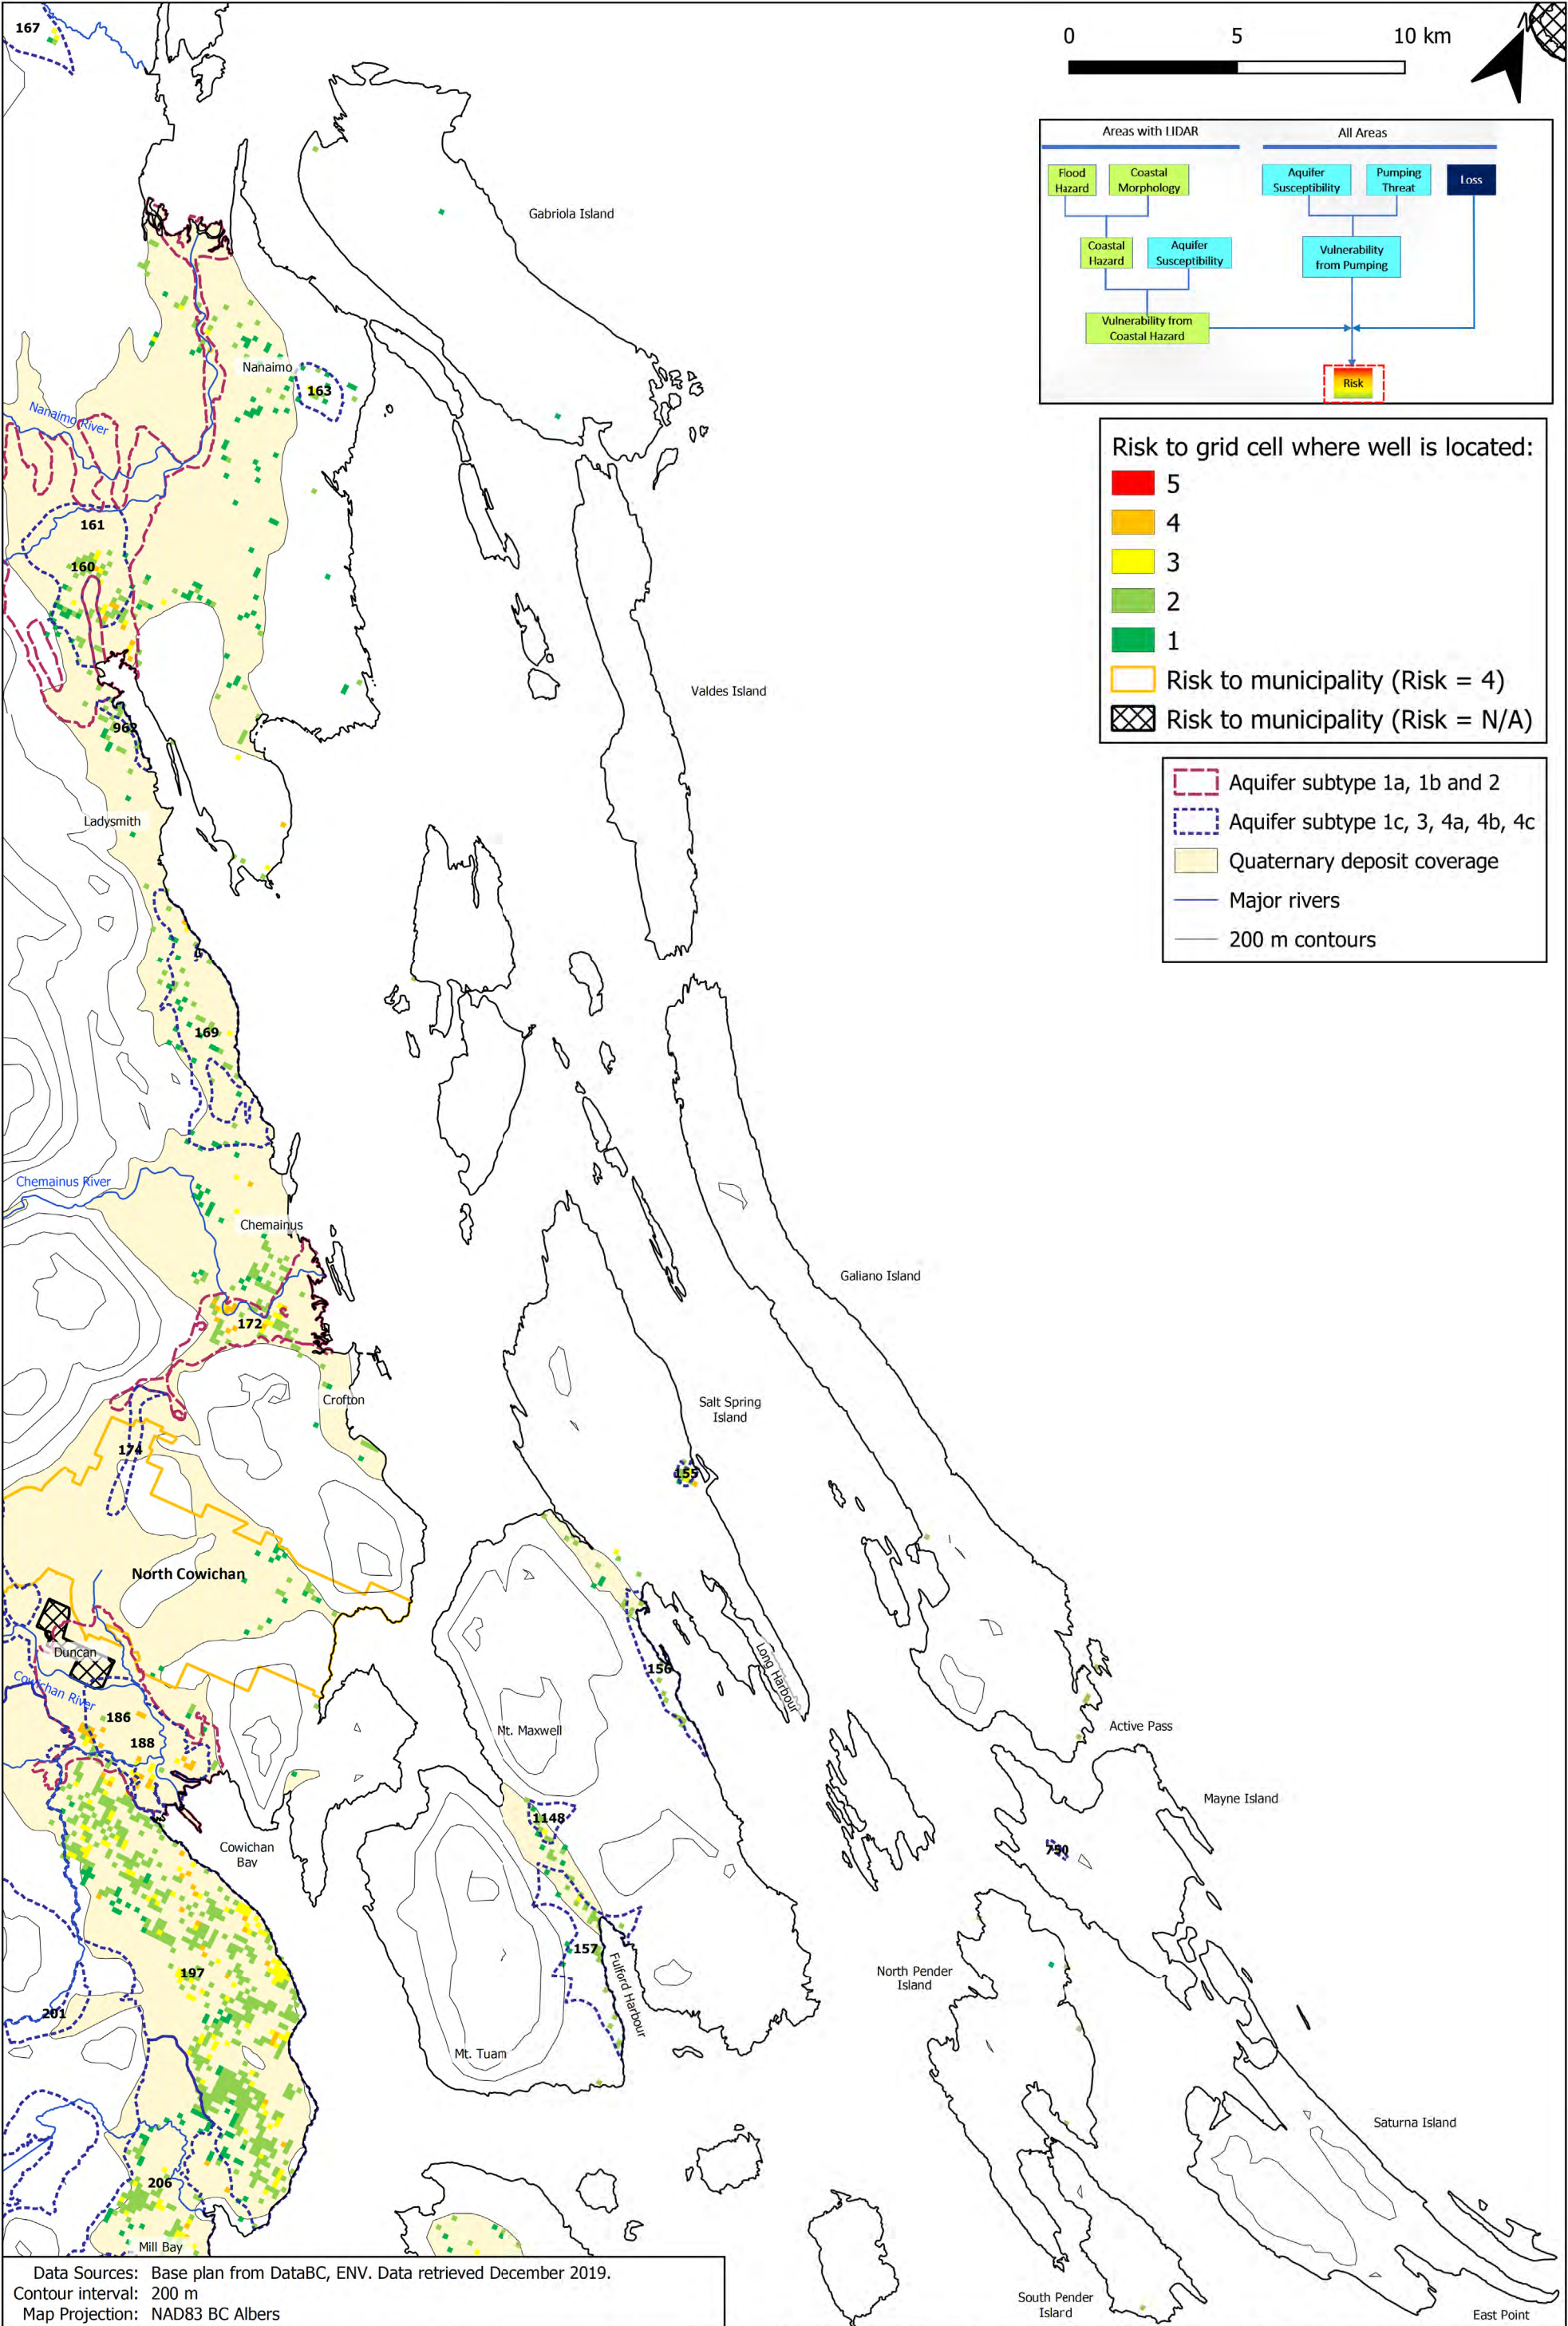 167
0 5 10 km
Areas with LIDAR
All Areas
Flood
Hazard
Coastal
Morphology
Aquifer
Susceptibility
Pumping
Threat
Loss
Coastal
Hazard
Aquifer
Susceptibility
Vulnerability
from Pumping
Vulnerability from
Coastal Hazard
Risk
Risk to grid cell where well is located:
5
4
3
2
1
Risk to municipality (Risk = 4)
Risk to municipality (Risk = N/A)
Aquifer subtype 1a, 1b and 2
Aquifer subtype 1c, 3, 4a, 4b, 4c
Quaternary deposit coverage
Major rivers
200 m contours
Gabriola Island
Nanaimo
163
Nanaimo River
161
160
Valdes Island
962
Ladysmith
169
Chemainus River
Chemainus
Galiano Island
172
Crofton
Salt Spring
Island
174
155
North Cowichan
Duncan
Long Harbour
156
Cowichan River
186
188
Mt. Maxwell
Active Pass
Mayne Island
1148
Cowichan
Bay
750
157
197
Fulford Harbour
North Pender
Island
201
Mt. Tuam
Saturna Island
206
Mill Bay
South Pender
Island
East Point
Data Sources: Base plan from DataBC, ENV. Data retrieved December 2019.
Contour interval: 200 m
Map Projection: NAD83 BC Albers